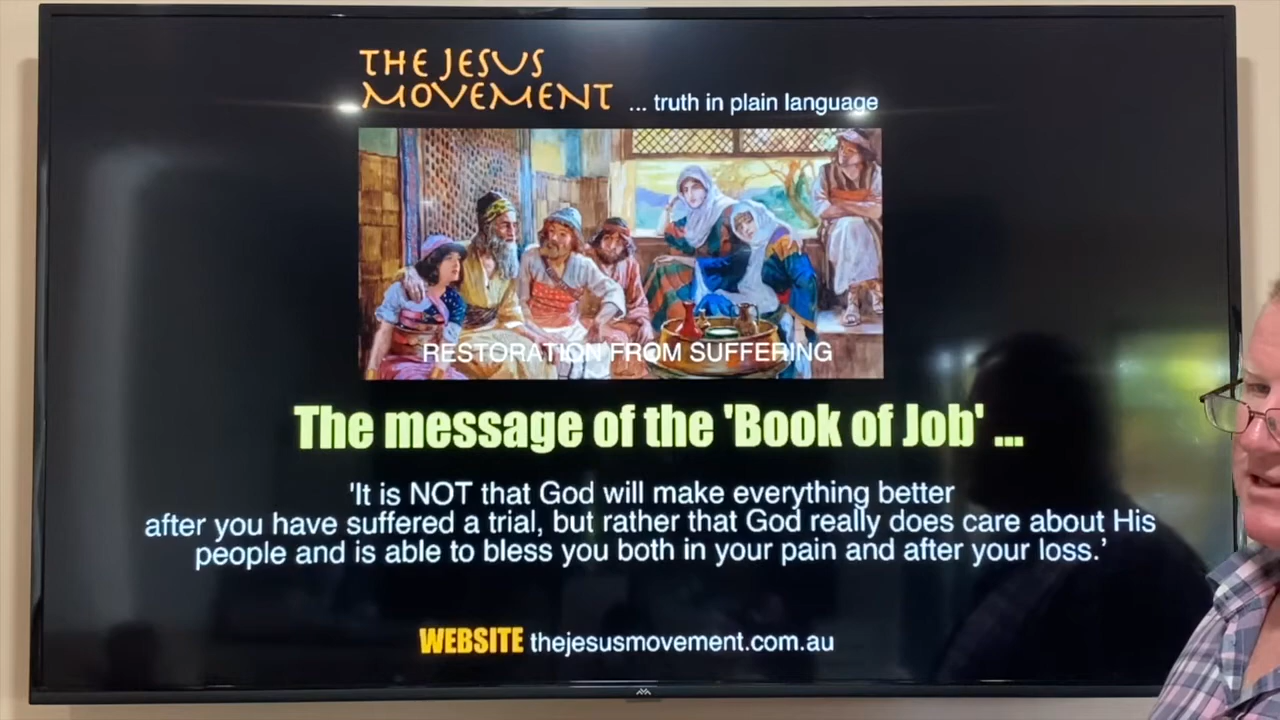 THE JESUS
MOVEMENT ... truth in plain language
RESTORATION FROM SUFFERING
The message of the 'Book of Job' ...
'It is NOT that God will make everything better
after you have suffered a trial, but rather that God really does care about His
people and is able to bless you both in your pain and after your loss.’
WEBSITE thejesusmovement.com.au